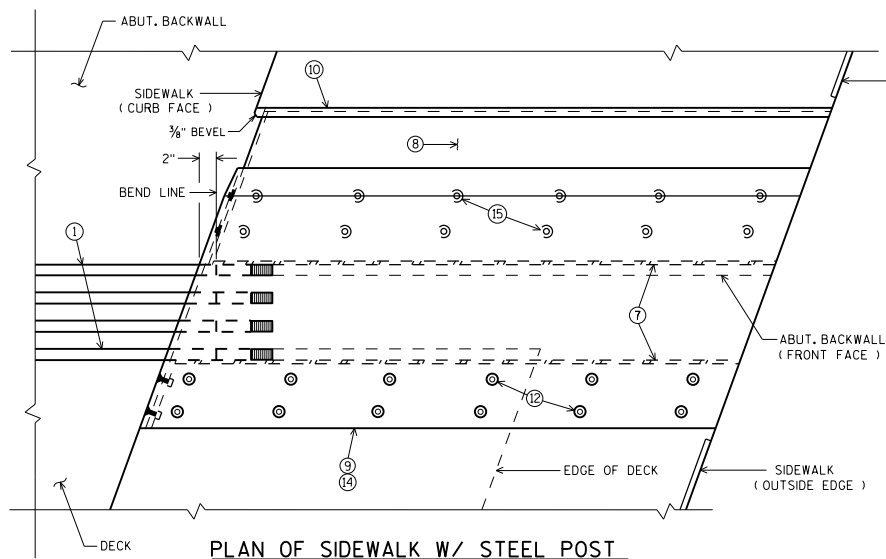 ABUT. BACKWALL
SIDEWALK
( CURB FACE )
10
3/8" BEVEL
8
2"
BEND LINE
15
1
7
ABUT. BACKWALL
( FRONT FACE )
12
9
14
EDGE OF DECK
SIDEWALK
( OUTSIDE EDGE )
DECK
PLAN OF SIDEWALK W/ STEEL POST